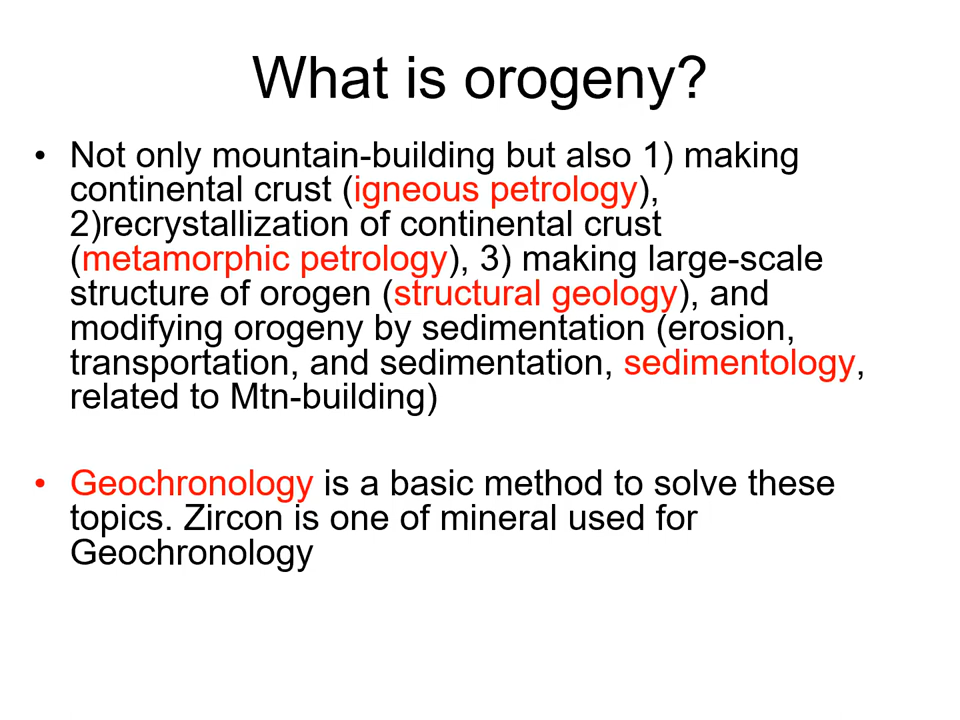 What is orogeny?
• Not only mountain-building but also 1) making
continental crust (igneous petrology),
2)recrystallization of continental crust
(metamorphic petrology), 3) making large-scale
structure of orogen (structural geology), and
modifying orogeny by sedimentation (erosion,
transportation, and sedimentation, sedimentology,
related to Mtn-building)
• Geochronology is a basic method to solve these
topics. Zircon is one of mineral used for
Geochronology